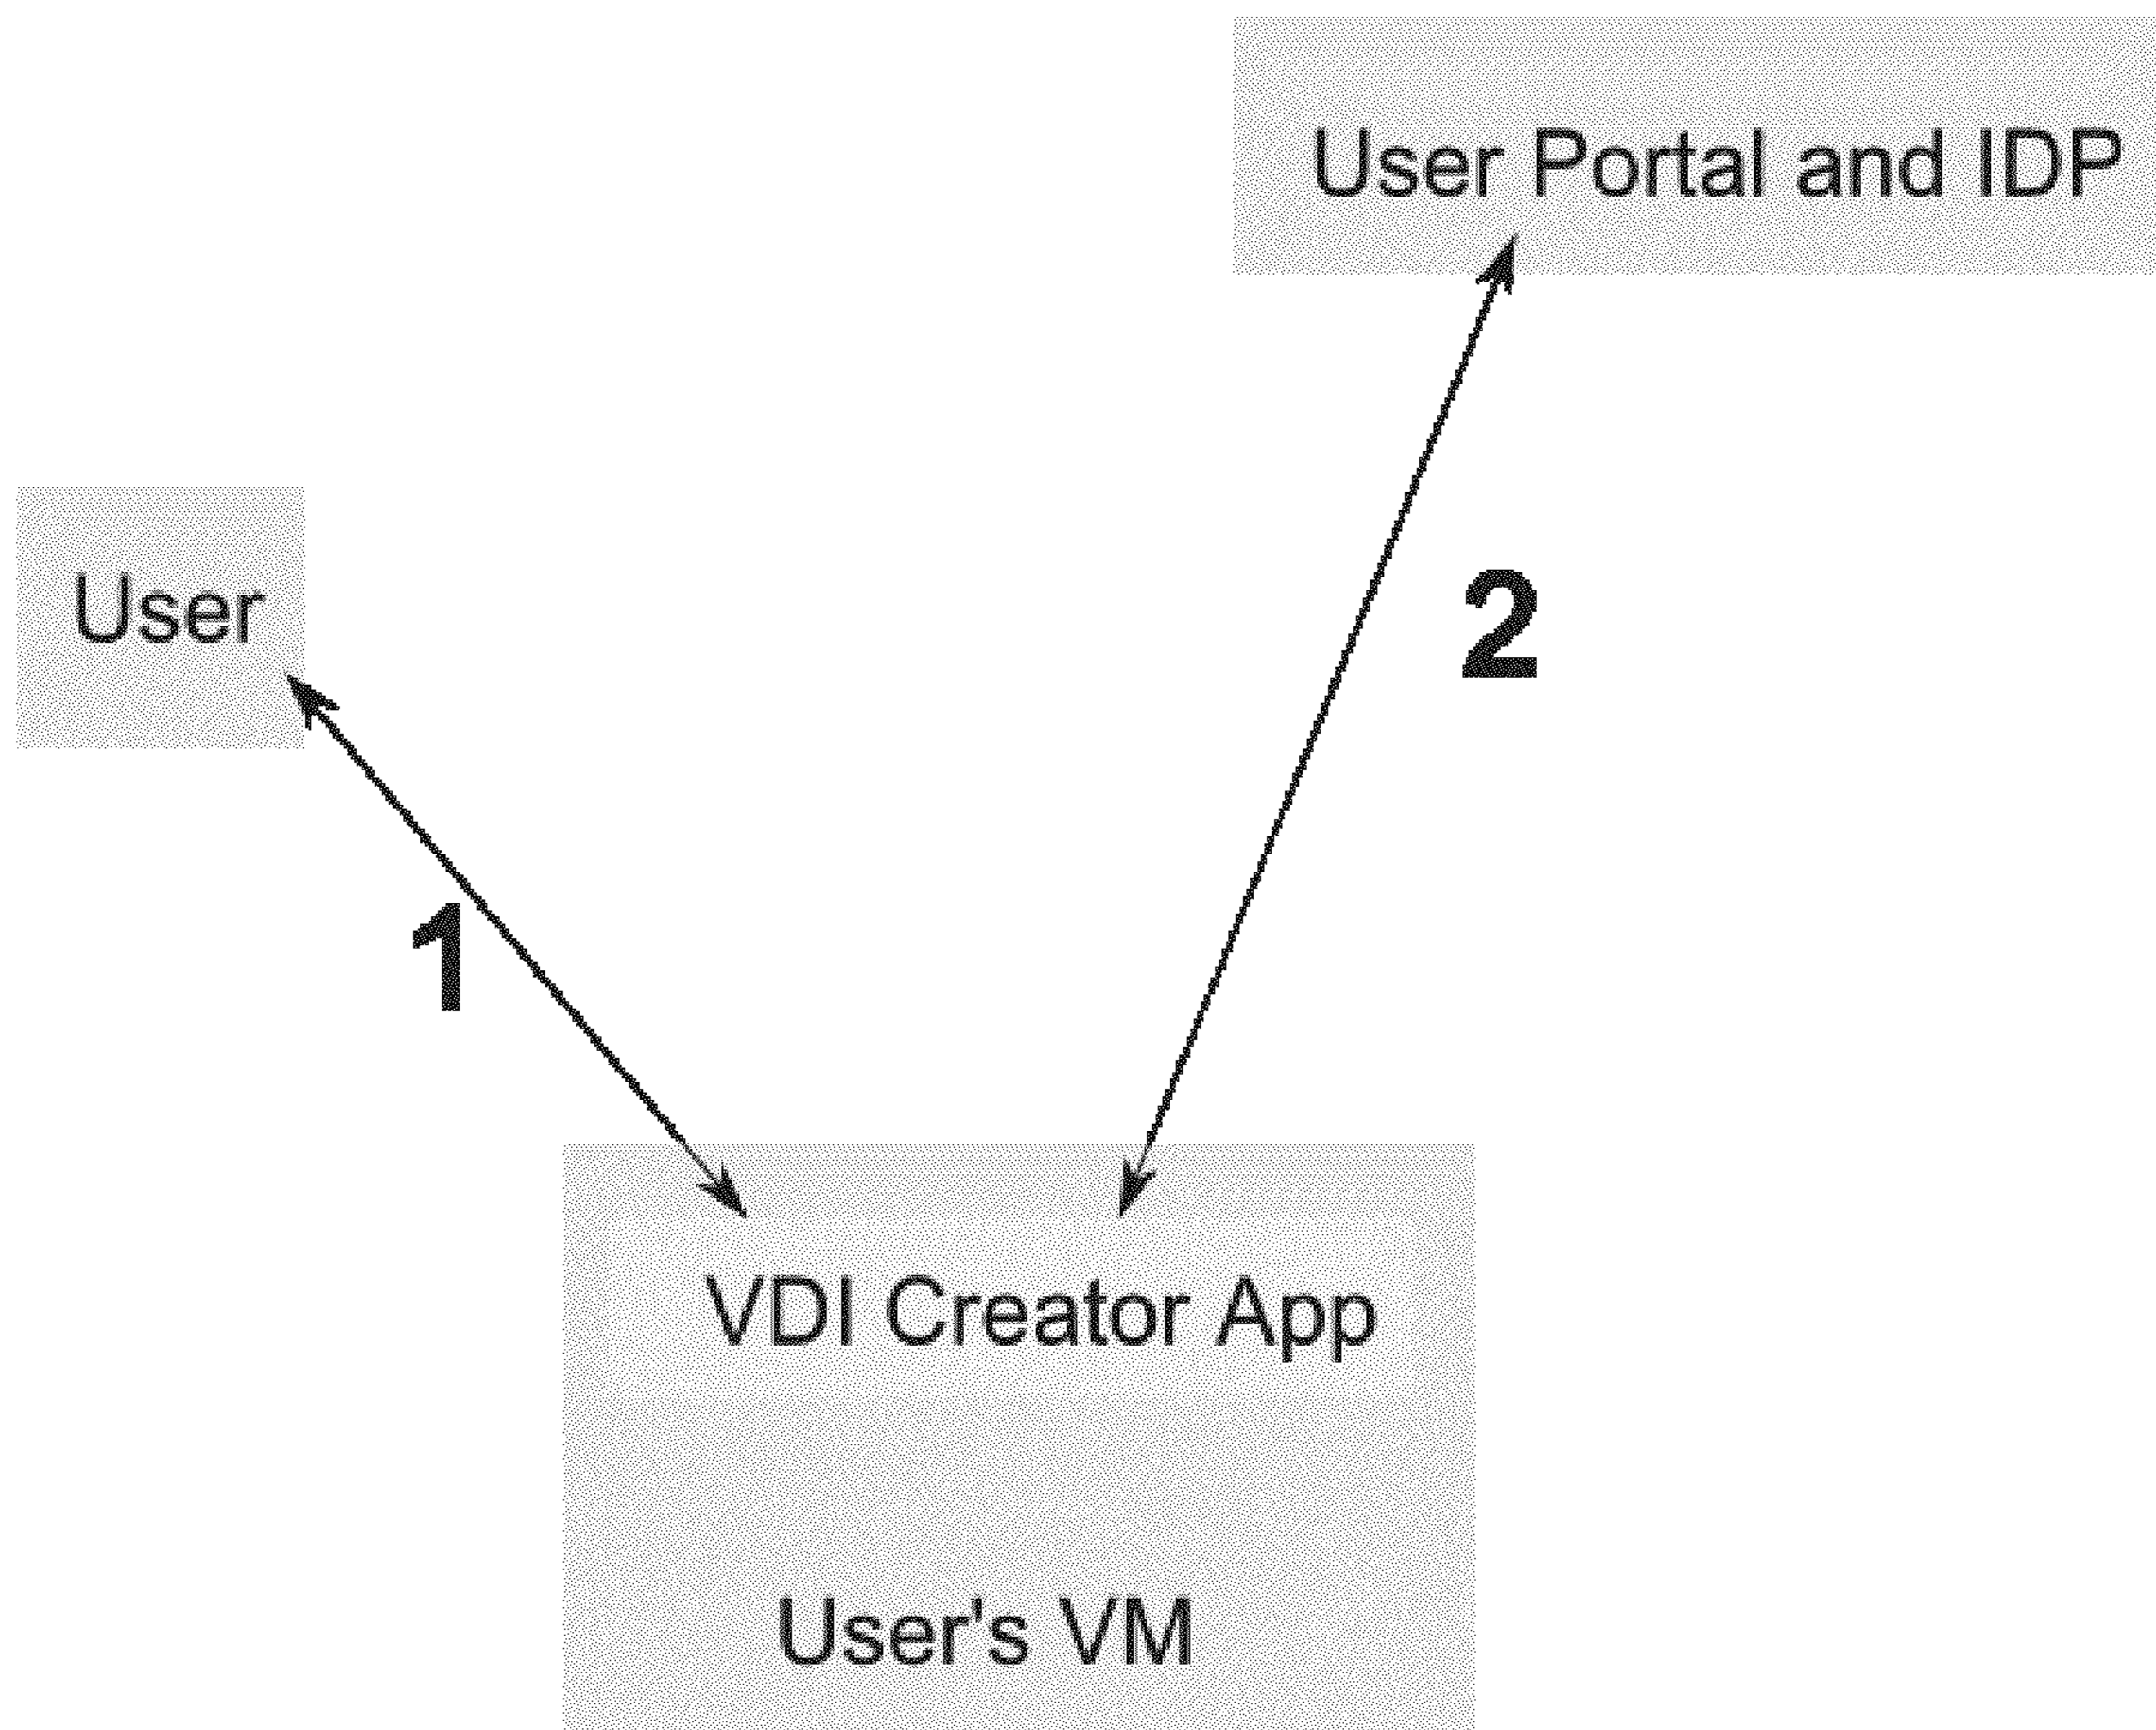 User Portal and IDP
User
2
1
VDI Creator App
User's VM